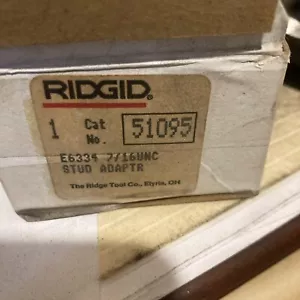 RIDGID®
1 Cat No. 51095
E6334 7/16UNC
STUD ADAPTR
The Ridge Tool Co., Elyria, OH